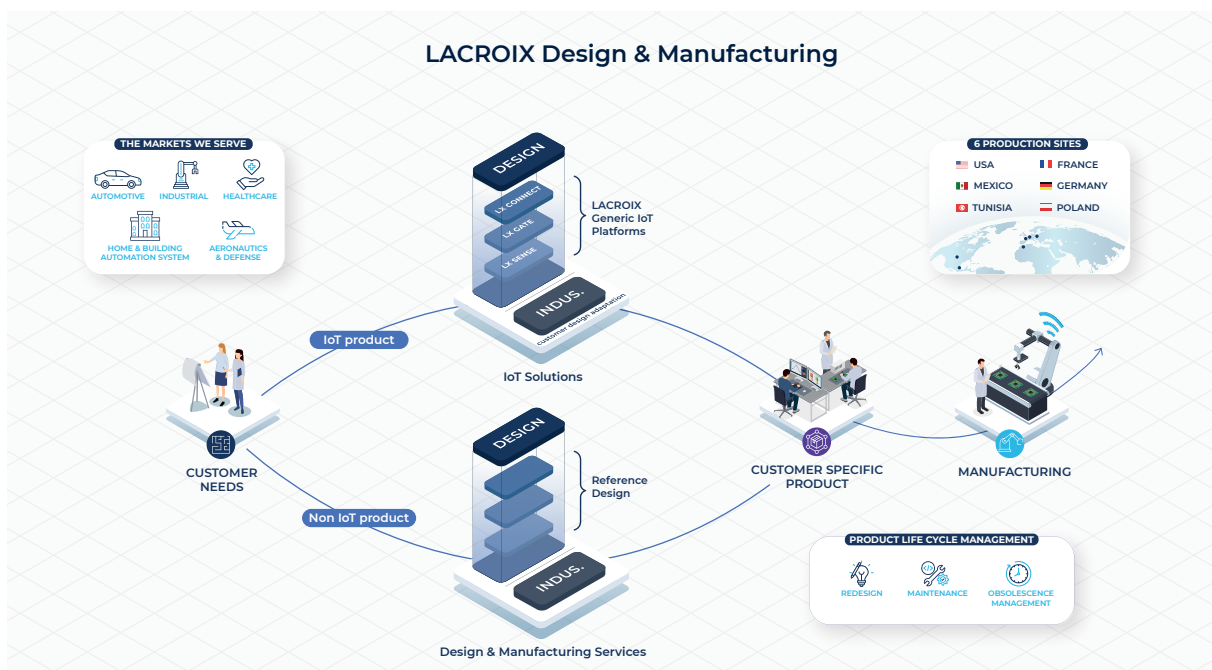 LACROIX Design & Manufacturing
THE MARKETS WE SERVE
AUTOMOTIVE
INDUSTRIAL
HEALTHCARE
HOME & BUILDING
AUTOMATION SYSTEM
AERONAUTICS
& DEFENSE
DESIGN
LX CONNECT
LX GATE
LX SENSE
LACROIX
Generic IoT
Platforms
INDUS.
customer design adaptation
IoT Solutions
6 PRODUCTION SITES
USA
FRANCE
MEXICO
GERMANY
TUNISIA
POLAND
IoT product
CUSTOMER
NEEDS
Non IoT product
DESIGN
Reference
Design
INDUS.
Design & Manufacturing Services
CUSTOMER SPECIFIC
PRODUCT
MANUFACTURING
PRODUCT LIFE CYCLE MANAGEMENT
REDESIGN
MAINTENANCE
OBSOLESCENCE
MANAGEMENT